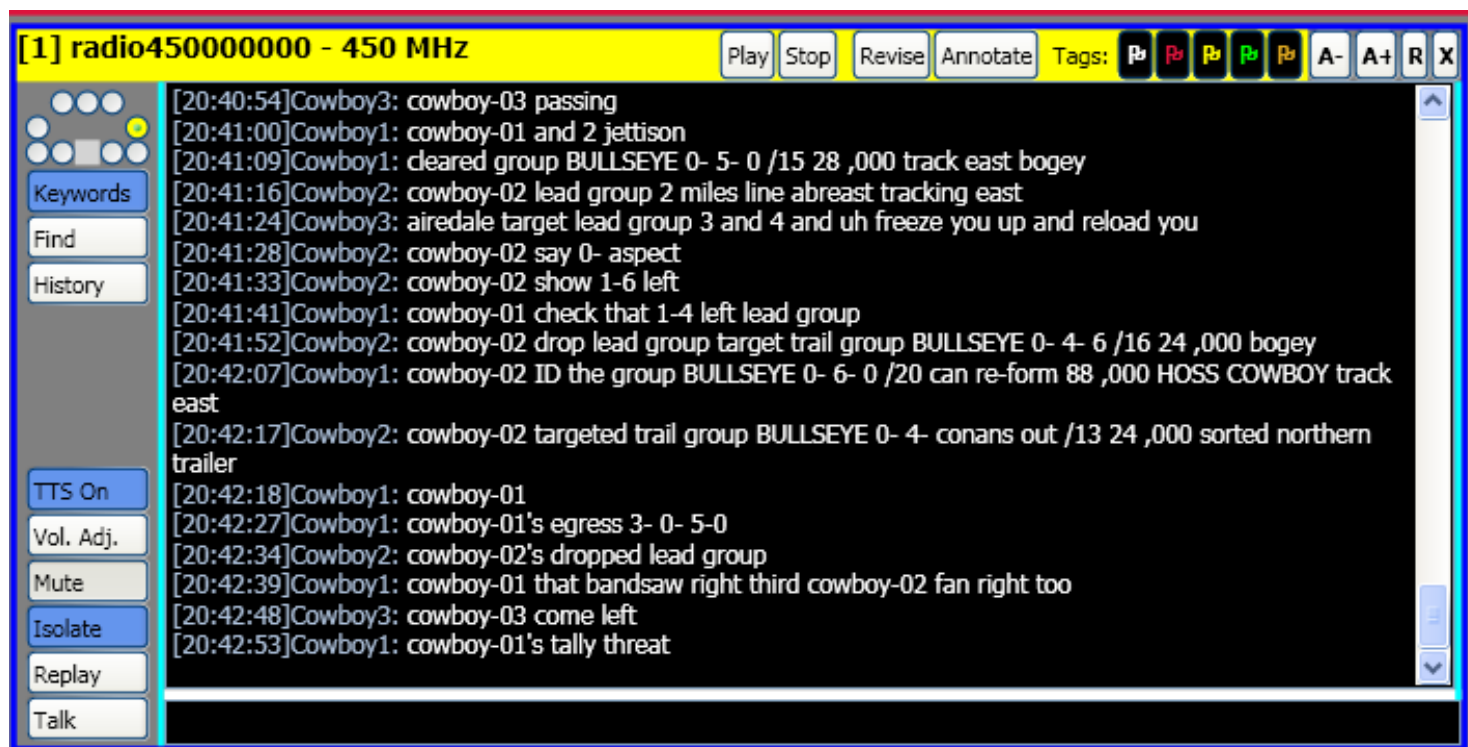 [1] radio450000000 - 450 MHz Play Stop Revise Annotate Tags: A- A+ R X
[20:40:54]Cowboy3: cowboy-03 passing
[20:41:00]Cowboy1: cowboy-01 and 2 jettison
[20:41:09]Cowboy1: cleared group BULLSEYE 0- 5- 0 /15 28 ,000 track east bogey
Keywords
[20:41:16]Cowboy2: cowboy-02 lead group 2 miles line abreast tracking east
[20:41:24]Cowboy3: airedale target lead group 3 and 4 and uh freeze you up and reload you
Find
[20:41:28]Cowboy2: cowboy-02 say 0- aspect
[20:41:33]Cowboy2: cowboy-02 show 1-6 left
History
[20:41:41]Cowboy1: cowboy-01 check that 1-4 left lead group
[20:41:52]Cowboy2: cowboy-02 drop lead group target trail group BULLSEYE 0- 4- 6 /16 24 ,000 bogey
[20:42:07]Cowboy1: cowboy-02 ID the group BULLSEYE 0- 6- 0 /20 can re-form 88 ,000 HOSS COWBOY track
east
[20:42:17]Cowboy2: cowboy-02 targeted trail group BULLSEYE 0- 4- conans out /13 24 ,000 sorted northern
trailer
TTS On
[20:42:18]Cowboy1: cowboy-01
[20:42:27]Cowboy1: cowboy-01's egress 3- 0- 5-0
Vol. Adj.
[20:42:34]Cowboy2: cowboy-02's dropped lead group
[20:42:39]Cowboy1: cowboy-01 that bandsaw right third cowboy-02 fan right too
Mute
[20:42:48]Cowboy3: cowboy-03 come left
Isolate
[20:42:53]Cowboy1: cowboy-01's tally threat
Replay
Talk